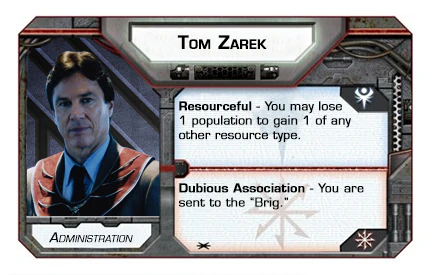 Tom Zarek
Resourceful - You may lose
1 population to gain 1 of any
other resource type.
Dubious Association - You are
sent to the "Brig."
Administration